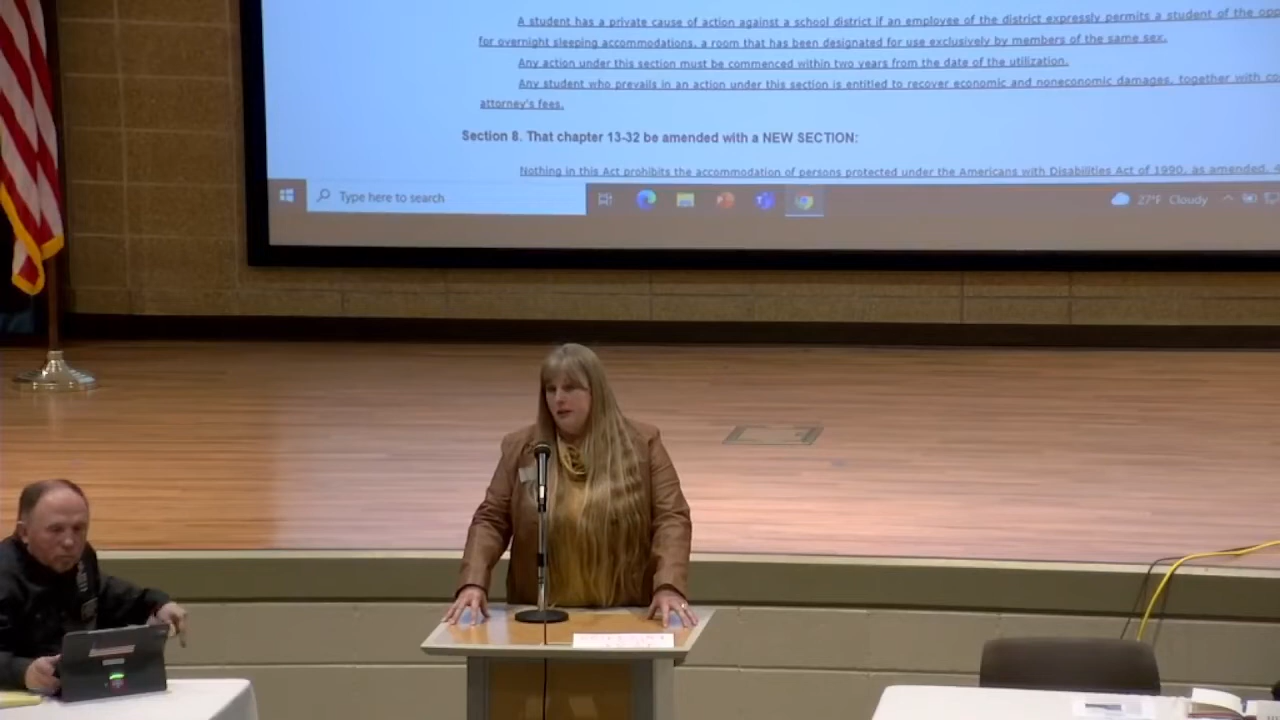 A student has a private cause of action against a school district if an employee of the district expressly permits a student of the
for overnight sleeping accommodations, a room that has been designated for use exclusively by members of the same sex.
Any action under this section must be commenced within two years from the date of the utilization.
Any student who prevails in an action under this section is entitled to recover economic and noneconomic damages, together with
attorney's fees.
Section 8. That chapter 13-32 be amended with a NEW SECTION:
Nothing in this Act prohibits the accommodation of persons protected under the Americans with Disabilities Act of 1990, as amended,
Type here to search
27°F Cloudy